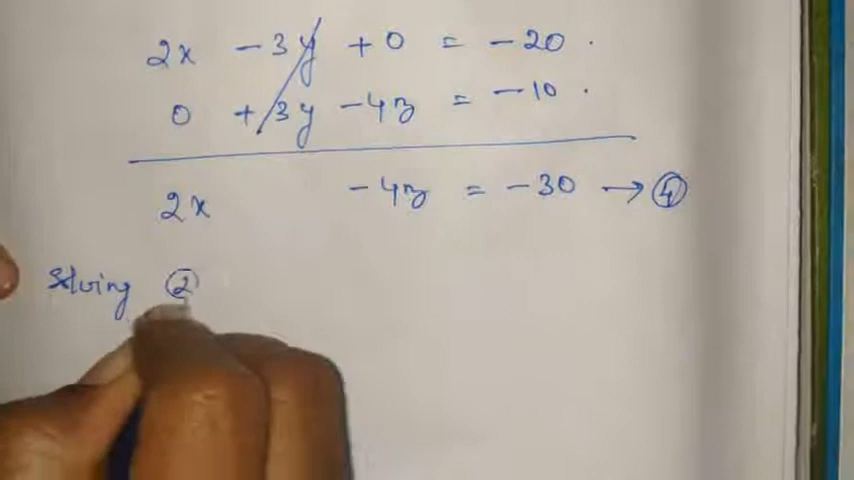 2x - 3y + 0 = - 20 .
0 + 3y - 4z = - 10 .
2x - 4z = - 30 → ④
Solving ②